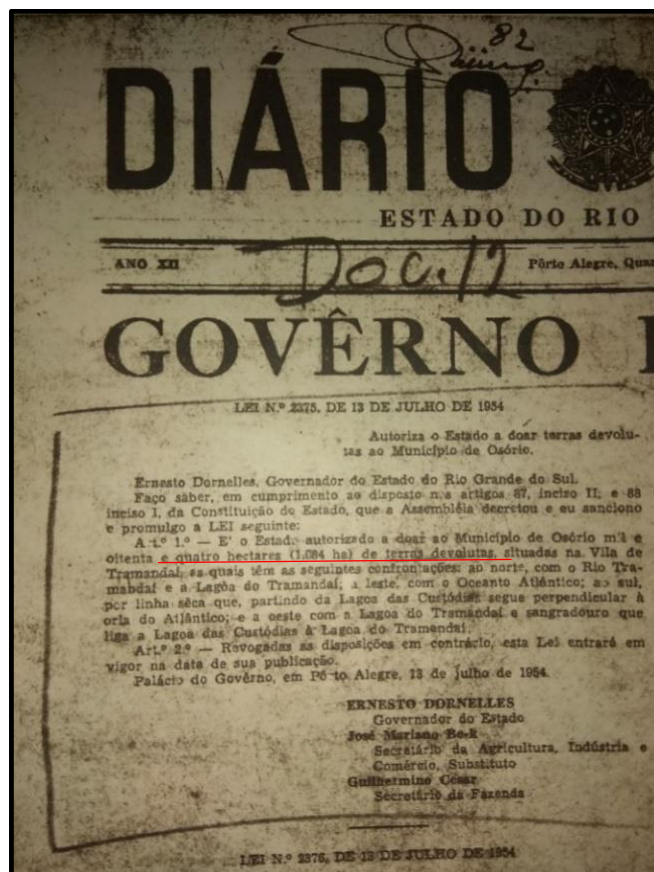 82
DIÁRIO
ESTADO DO RIO
ANO XII
Doc. 12
Pôrto Alegre, Qua
GOVÊRNO
LEI N.º 2375, DE 13 DE JULHO DE 1954
Autoriza o Estado a doar terras devolu-
tas ao Município de Osório.
Ernesto Dornelles, Governador do Estado do Rio Grande do Sul.
Faço saber, em cumprimento ao disposto nos artigos 87, inciso II, e 88
inciso I, da Constituição do Estado, que a Assembléia decretou e eu sanciono
e promulgo a LEI seguinte:
Art.º 1.º — E' o Estado autorizado a doar ao Município de Osório mil e
oitenta e quatro hectares (1.084 ha) de terras devolutas, situadas na Vila de
Tramandaí, as quais têm as seguintes confrontações: ao norte, com o Rio Tra-
mabdaí e a Lagôa do Tramandaí; a leste, com o Oceanto Atlântico; ao sul,
por linha sêca que, partindo da Lagoa das Custódias segue perpendicular à
orla do Atlântico; e a oeste com a Lagoa do Tramandaí e sangradouro que
liga a Lagoa das Custódias à Lagoa do Tramandaí.
Art.º 2.º — Revogadas as disposições em contrário, esta Lei entrará em
vigor na data de sua publicação.
Palácio do Govêrno, em Pôrto Alegre, 13 de julho de 1954.
ERNESTO DORNELLES
Governador do Estado
José Mariano Beck
Secretário da Agricultura, Indústria e
Comércio, Substituto
Guilhermino Cesar
Secretário da Fazenda
LEI N.º 2376, DE 13 DE JULHO DE 1954